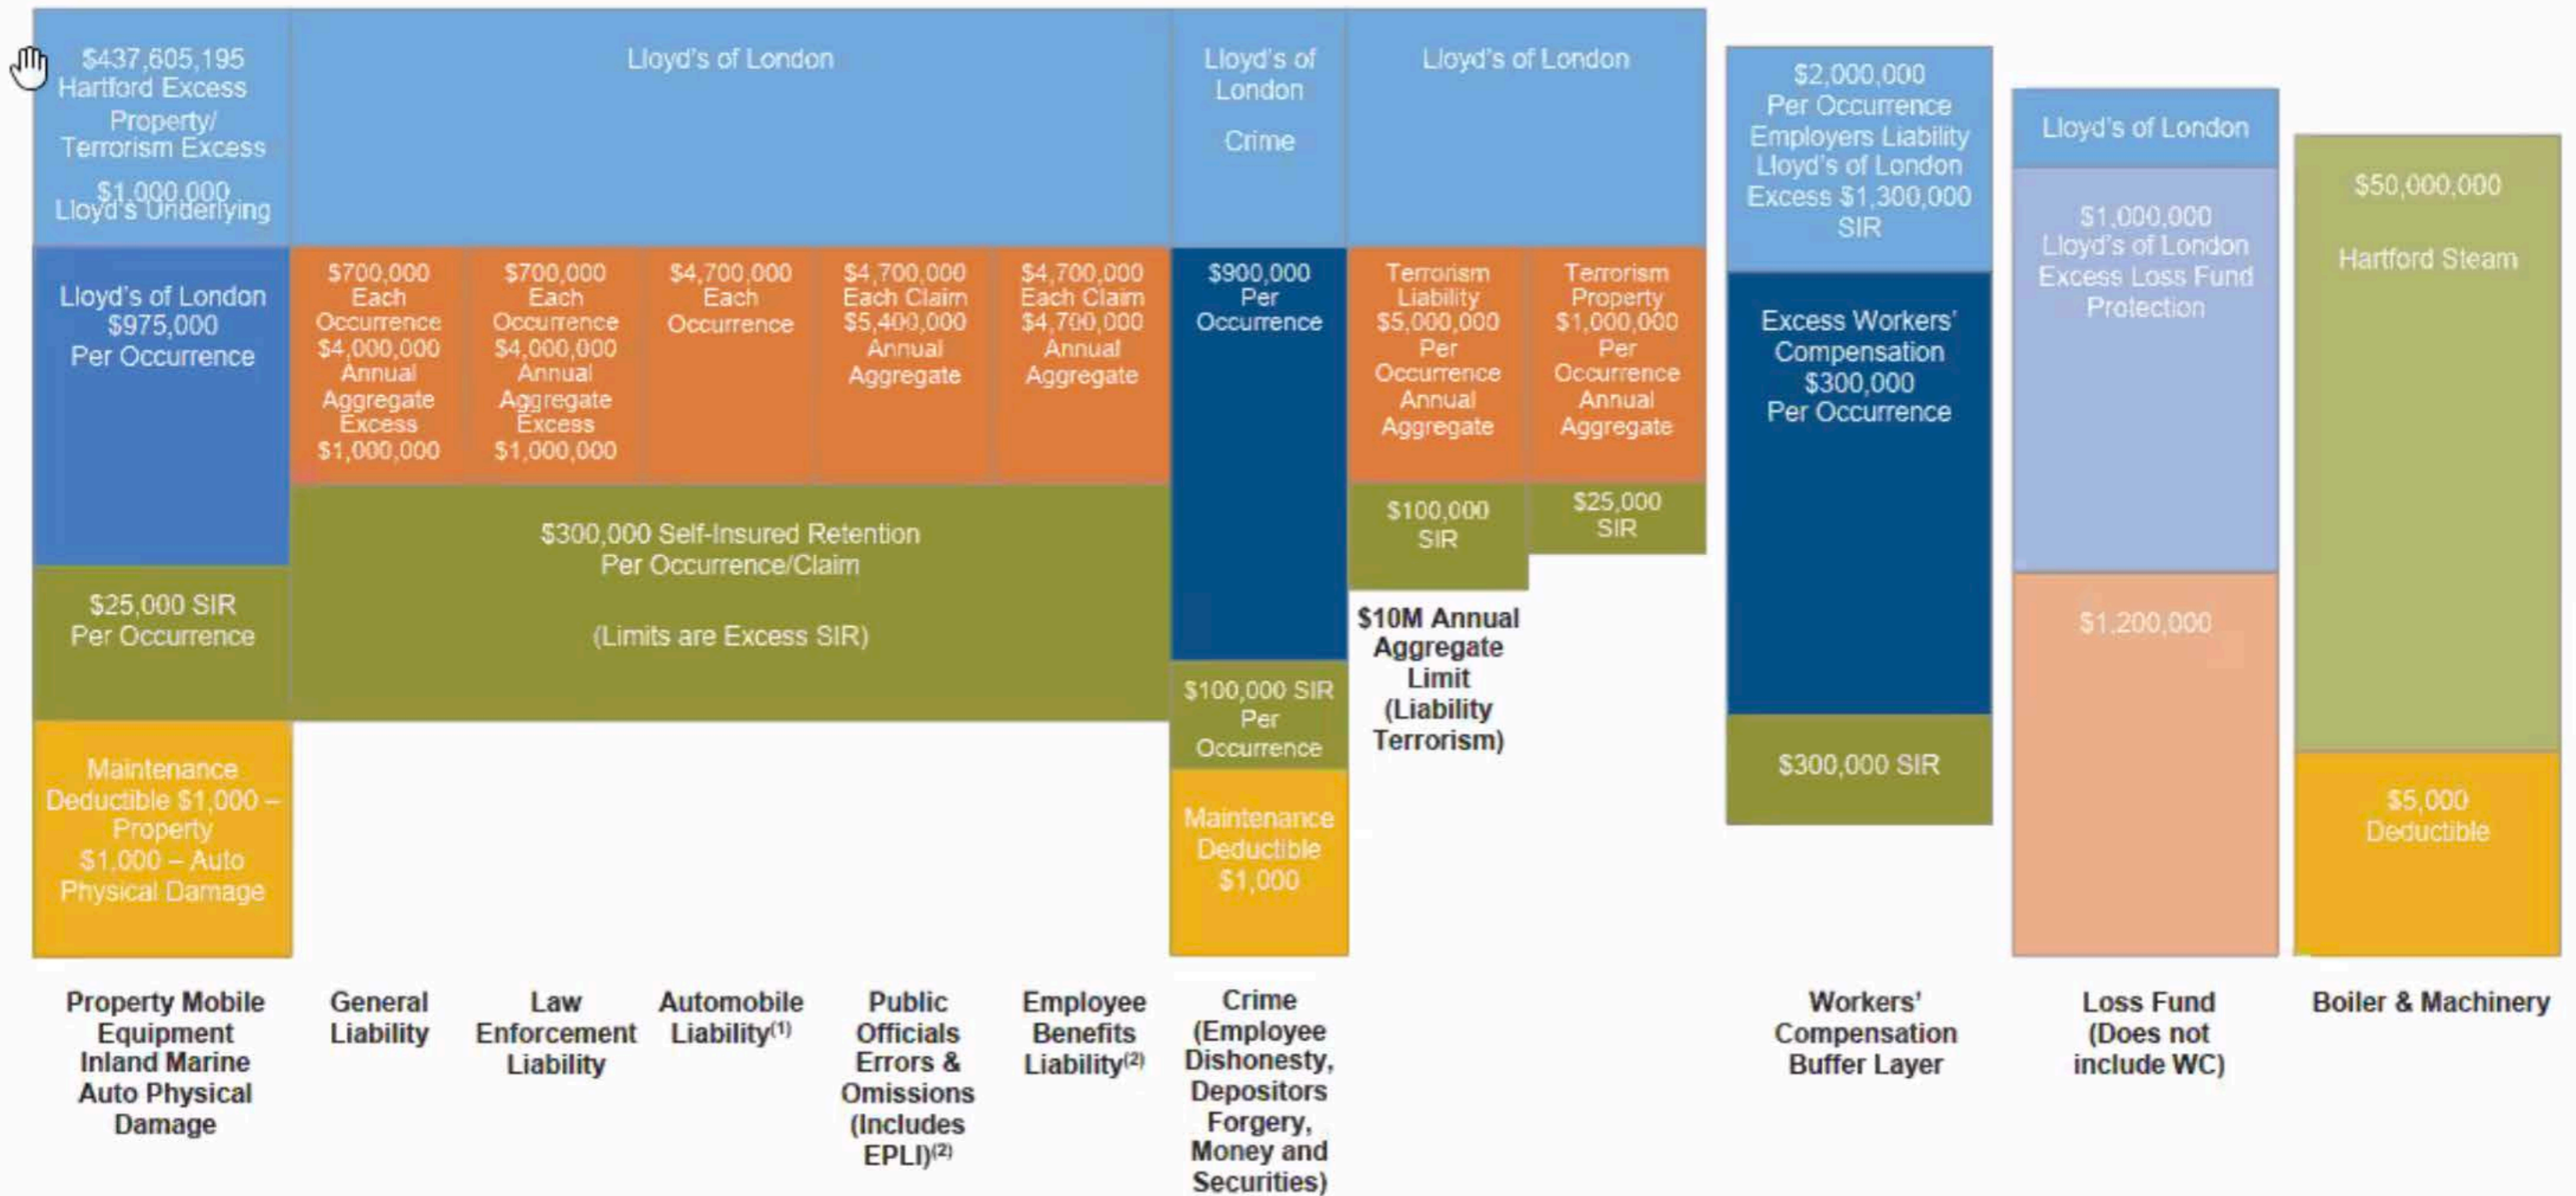 $437,605,195
Hartford Excess
Property/
Terrorism Excess
$1,000,000
Lloyd's Underlying
Lloyd's of London
$975,000
Per Occurrence
$25,000 SIR
Per Occurrence
Maintenance
Deductible $1,000 –
Property
$1,000 – Auto
Physical Damage
Property Mobile
Equipment
Inland Marine
Auto Physical
Damage
Lloyd's of London
$700,000
Each
Occurrence
$4,000,000
Annual
Aggregate
Excess
$1,000,000
$700,000
Each
Occurrence
$4,000,000
Annual
Aggregate
Excess
$1,000,000
$4,700,000
Each
Occurrence
$4,700,000
Each Claim
$5,400,000
Annual
Aggregate
$4,700,000
Each Claim
$4,700,000
Annual
Aggregate
$300,000 Self-Insured Retention
Per Occurrence/Claim
(Limits are Excess SIR)
General
Liability
Law
Enforcement
Liability
Automobile
Liability(1)
Public
Officials
Errors &
Omissions
(Includes
EPLI)(2)
Employee
Benefits
Liability(2)
Lloyd's of
London
Crime
$900,000
Per
Occurrence
$100,000 SIR
Per
Occurrence
Maintenance
Deductible
$1,000
Crime
(Employee
Dishonesty,
Depositors
Forgery,
Money and
Securities)
Lloyd's of London
Terrorism
Liability
$5,000,000
Per
Occurrence
Annual
Aggregate
$100,000
SIR
$10M Annual
Aggregate
Limit
(Liability
Terrorism)
Terrorism
Property
$1,000,000
Per
Occurrence
Annual
Aggregate
$25,000
SIR
$2,000,000
Per Occurrence
Employers Liability
Lloyd's of London
Excess $1,300,000
SIR
Excess Workers'
Compensation
$300,000
Per Occurrence
$300,000 SIR
Workers'
Compensation
Buffer Layer
Lloyd's of London
$1,000,000
Lloyd's of London
Excess Loss Fund
Protection
$1,200,000
Loss Fund
(Does not
include WC)
$50,000,000
Hartford Steam
$5,000
Deductible
Boiler & Machinery